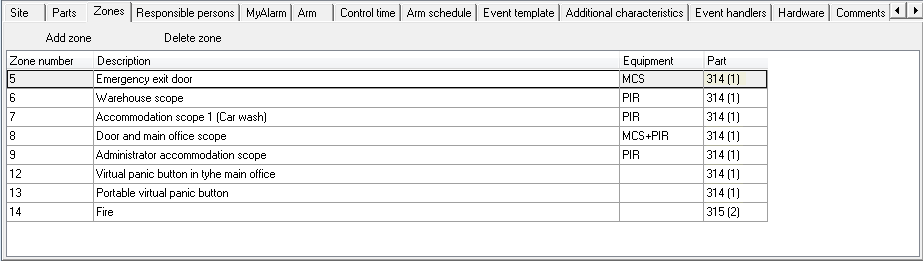 Site Parts Zones Responsible persons MyAlarm Arm Control time Arm schedule Event template Additional characteristics Event handlers Hardware Comments
Add zone Delete zone
Zone number Description Equipment Part
5 Emergency exit door MCS 314 (1)
6 Warehouse scope PIR 314 (1)
7 Accommodation scope 1 (Car wash) PIR 314 (1)
8 Door and main office scope MCS+PIR 314 (1)
9 Administrator accommodation scope PIR 314 (1)
12 Virtual panic button in tyhe main office 314 (1)
13 Portable virtual panic button 314 (1)
14 Fire 315 (2)